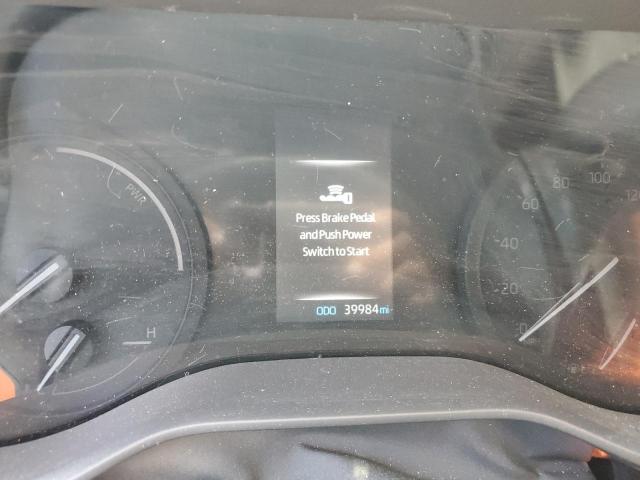 PWR
H
Press Brake Pedal
and Push Power
Switch to Start
ODO 39984 mi
0
20
40
60
80
100
120